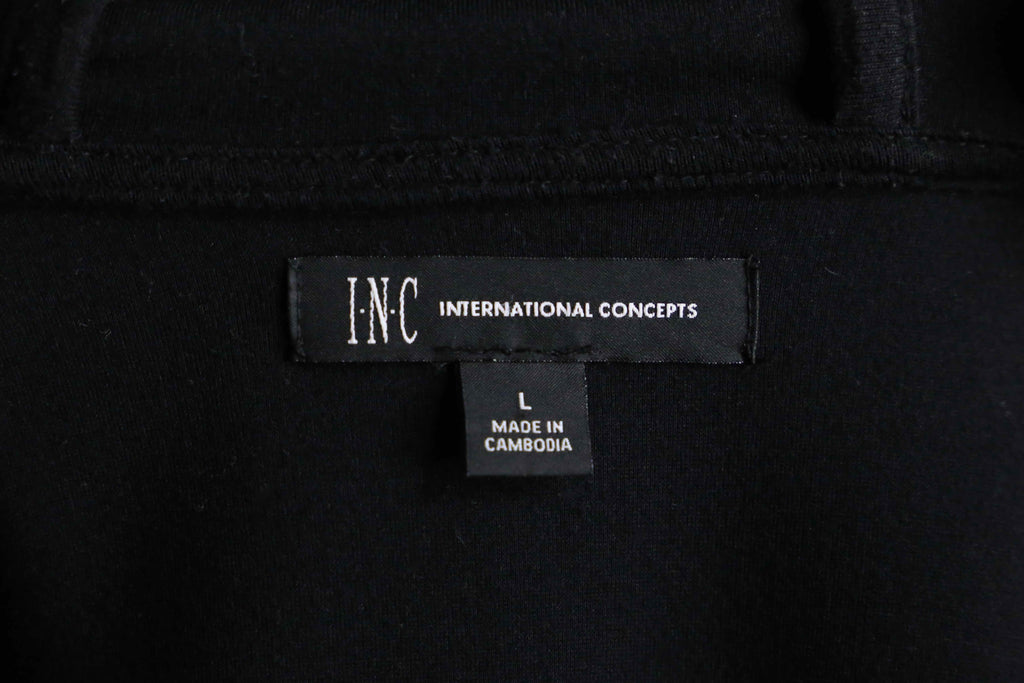 I·N·C INTERNATIONAL CONCEPTS
L
MADE IN
CAMBODIA